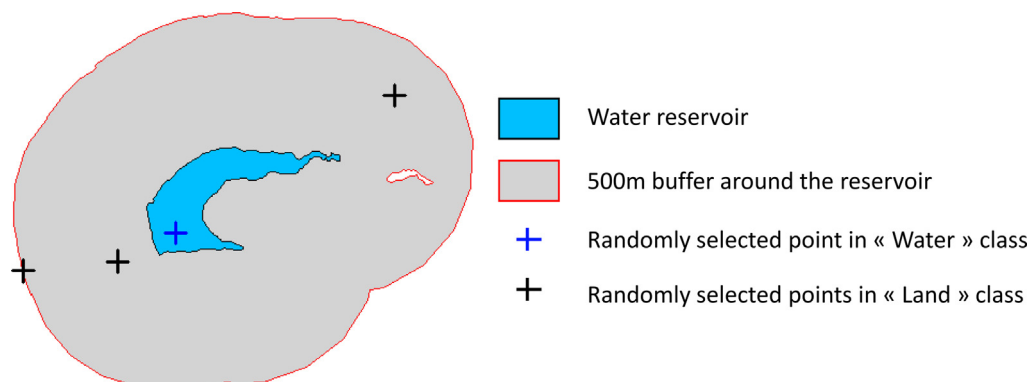 Water reservoir
500m buffer around the reservoir
Randomly selected point in « Water » class
Randomly selected points in « Land » class